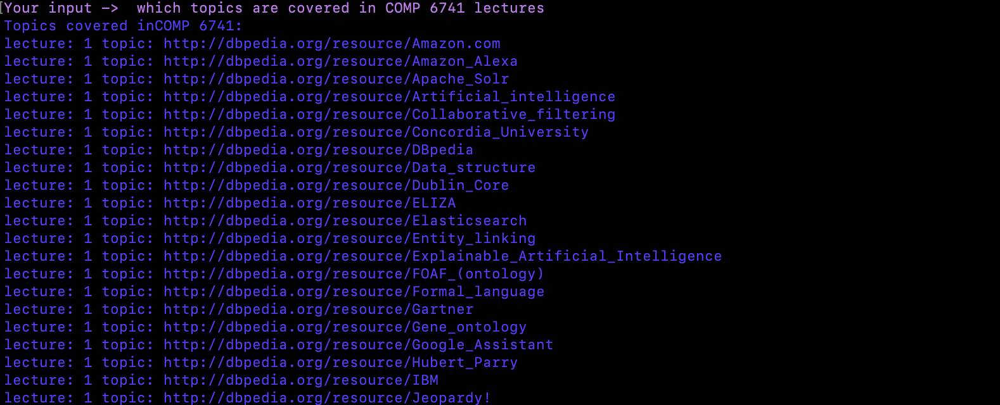 Your input ->  which topics are covered in COMP 6741 lectures
Topics covered inCOMP 6741:
lecture: 1 topic: http://dbpedia.org/resource/Amazon.com
lecture: 1 topic: http://dbpedia.org/resource/Amazon_Alexa
lecture: 1 topic: http://dbpedia.org/resource/Apache_Solr
lecture: 1 topic: http://dbpedia.org/resource/Artificial_intelligence
lecture: 1 topic: http://dbpedia.org/resource/Collaborative_filtering
lecture: 1 topic: http://dbpedia.org/resource/Concordia_University
lecture: 1 topic: http://dbpedia.org/resource/DBpedia
lecture: 1 topic: http://dbpedia.org/resource/Data_structure
lecture: 1 topic: http://dbpedia.org/resource/Dublin_Core
lecture: 1 topic: http://dbpedia.org/resource/ELIZA
lecture: 1 topic: http://dbpedia.org/resource/Elasticsearch
lecture: 1 topic: http://dbpedia.org/resource/Entity_linking
lecture: 1 topic: http://dbpedia.org/resource/Explainable_Artificial_Intelligence
lecture: 1 topic: http://dbpedia.org/resource/FOAF_(ontology)
lecture: 1 topic: http://dbpedia.org/resource/Formal_language
lecture: 1 topic: http://dbpedia.org/resource/Gartner
lecture: 1 topic: http://dbpedia.org/resource/Gene_ontology
lecture: 1 topic: http://dbpedia.org/resource/Google_Assistant
lecture: 1 topic: http://dbpedia.org/resource/Hubert_Parry
lecture: 1 topic: http://dbpedia.org/resource/IBM
lecture: 1 topic: http://dbpedia.org/resource/Jeopardy!